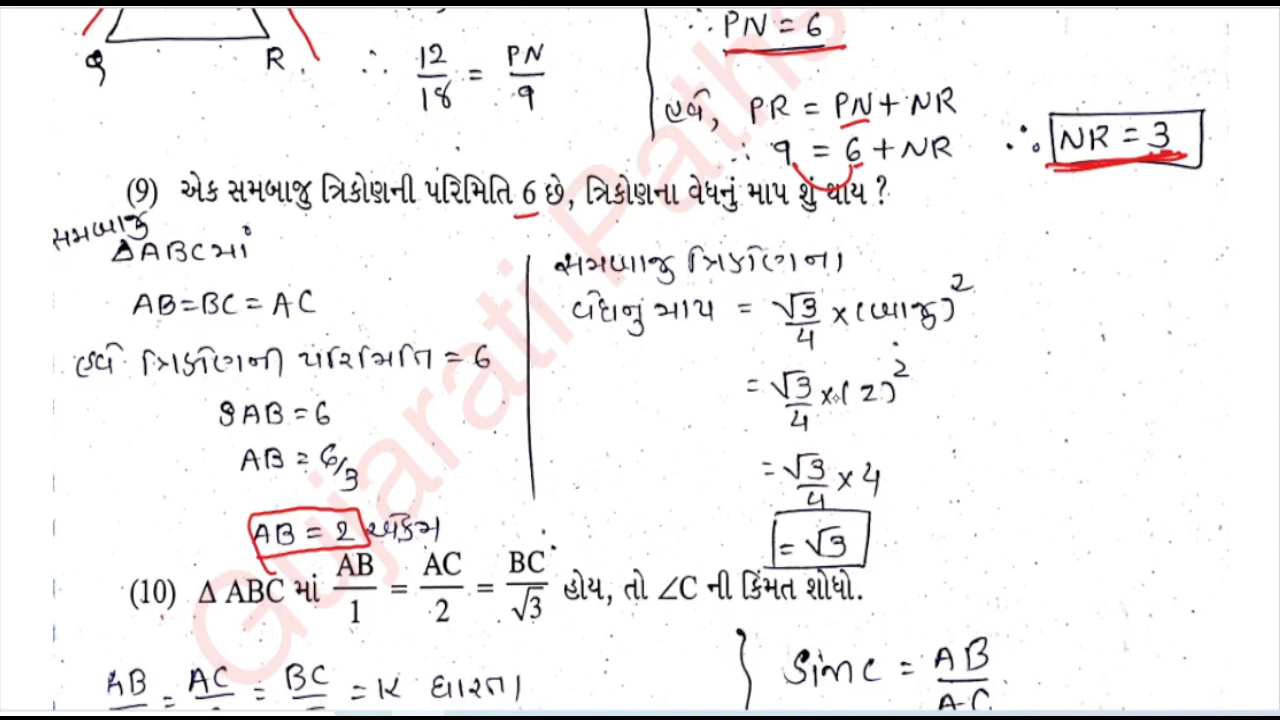 ∴ PN = 6
Q R
∴ 12/18 = PN/9
હવે, PR = PN + NR
∴ 9 = 6 + NR ∴ NR = 3
(9) એક સમબાજુ ત્રિકોણની પરિમિતિ 6 છે, ત્રિકોણના વેધનું માપ શું થાય ?
સમબાજુ
ΔABCમાં
AB = BC = AC
હવે ત્રિકોણની પરિમિતિ = 6
3AB = 6
AB = 6/3
AB = 2 એકમ
સમબાજુ ત્રિકોણના
વેધનું માપ = √3/4 × (બાજુ)²
= √3/4 × (2)²
= √3/4 × 4
= √3
(10) Δ ABC માં AB/1 = AC/2 = BC/√3 હોય, તો ∠C ની કિંમત શોધો.
AB = AC = BC = K ધારતા
Sin C = AB/AC
Gujarati Paths